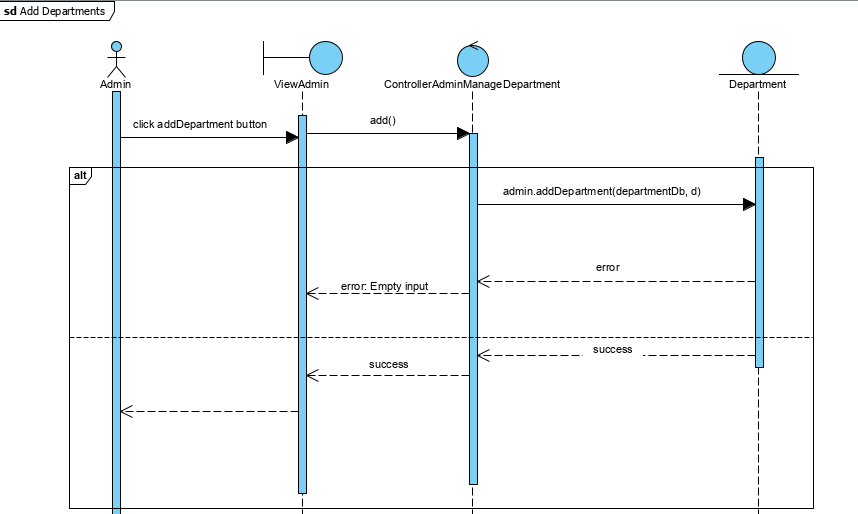 sd Add Departments
Admin
ViewAdmin
ControllerAdminManageDepartment
Department
click addDepartment button
add()
alt
admin.addDepartment(departmentDb, d)
error
error: Empty input
success
success